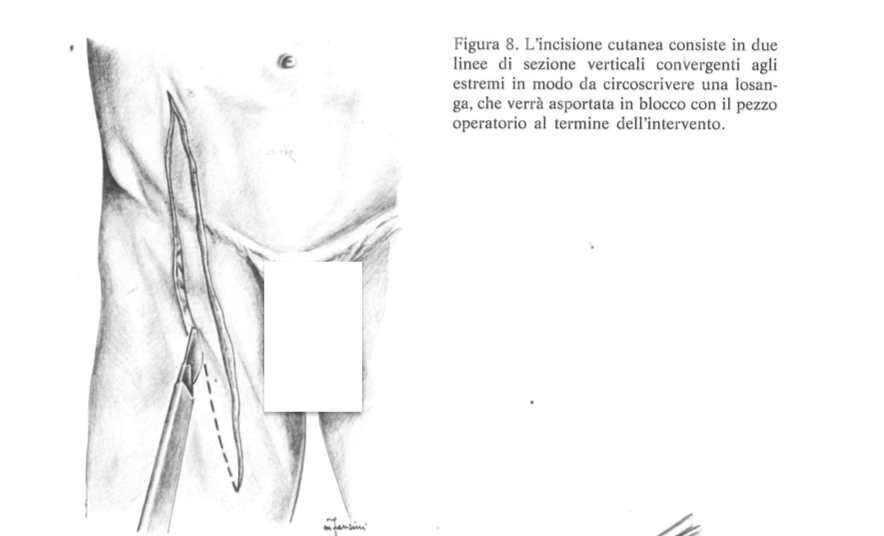 Figura 8. L'incisione cutanea consiste in due
linee di sezione verticali convergenti agli
estremi in modo da circoscrivere una losan-
ga, che verrà asportata in blocco con il pezzo
operatorio al termine dell'intervento.